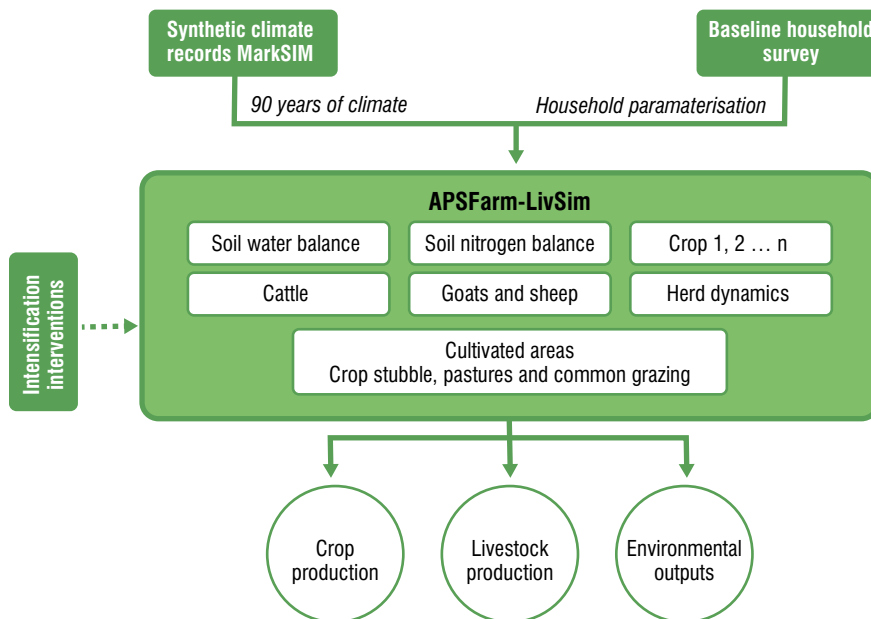 Synthetic climate
records MarkSIM
Baseline household
survey
90 years of climate
Household paramaterisation
APSFarm-LivSim
Soil water balance
Soil nitrogen balance
Crop 1, 2 … n
Cattle
Goats and sheep
Herd dynamics
Cultivated areas
Crop stubble, pastures and common grazing
Intensification
interventions
Crop
production
Livestock
production
Environmental
outputs